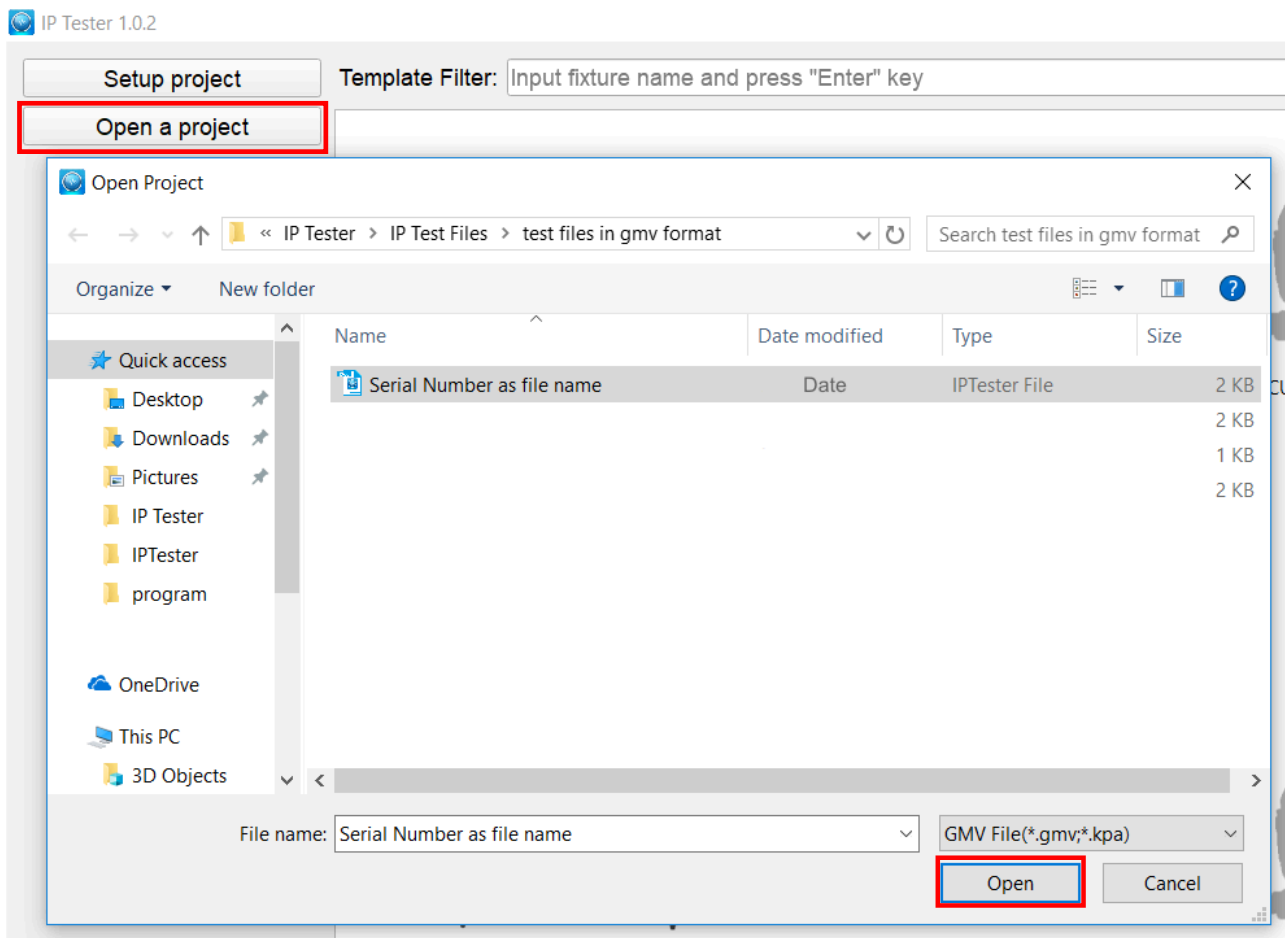 IP Tester 1.0.2
Setup project
Template Filter: Input fixture name and press "Enter" key
Open a project
Open Project
« IP Tester > IP Test Files > test files in gmv format
Search test files in gmv format
Organize
New folder
?
Name
Date modified
Type
Size
Quick access
Serial Number as file name
Date
IPTester File
2 KB
Desktop
2 KB
Downloads
1 KB
Pictures
2 KB
IP Tester
IPTester
program
OneDrive
This PC
3D Objects
File name: Serial Number as file name
GMV File(*.gmv;*.kpa)
Open
Cancel